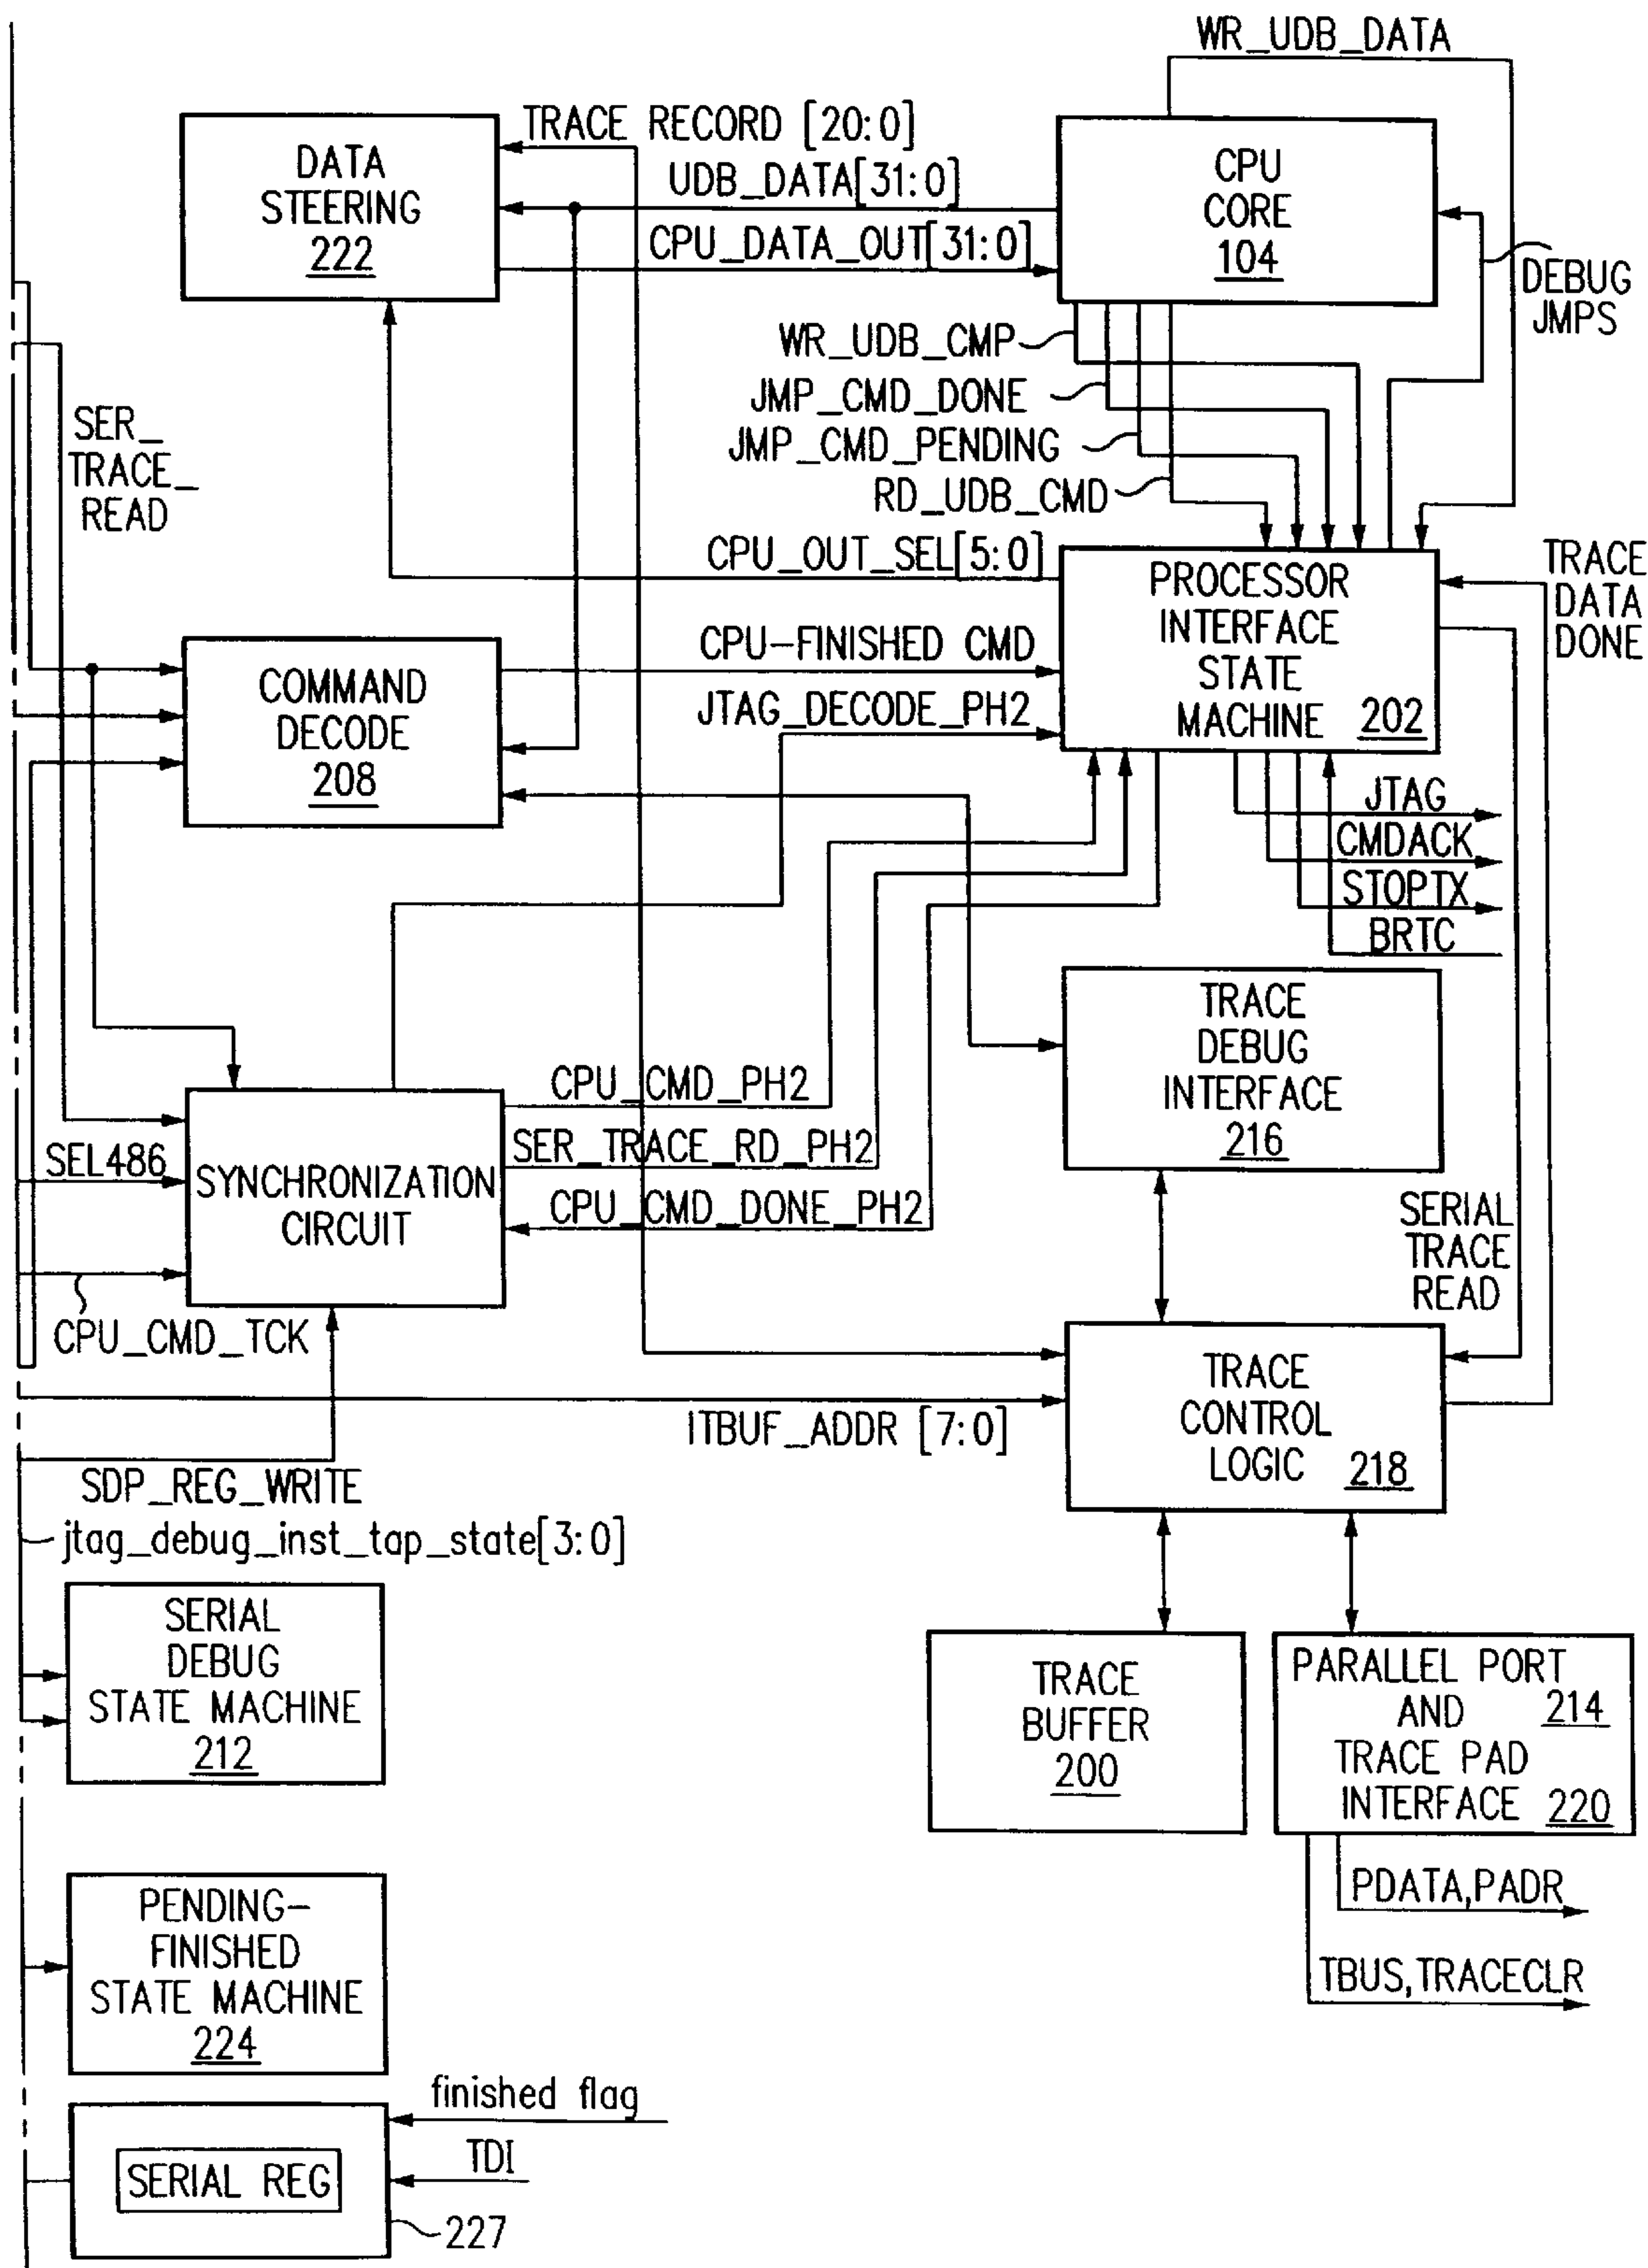 WR_UDB_DATA
TRACE RECORD [20:0]
DATA
STEERING
222
UDB_DATA[31:0]
CPU_DATA_OUT[31:0]
CPU
CORE
104
DEBUG
JMPS
WR_UDB_CMP
JMP_CMD_DONE
JMP_CMD_PENDING
RD_UDB_CMD
SER_
TRACE_
READ
CPU_OUT_SEL[5:0]
PROCESSOR
INTERFACE
STATE
MACHINE 202
TRACE
DATA
DONE
COMMAND
DECODE
208
CPU-FINISHED CMD
JTAG_DECODE_PH2
JTAG
CMDACK
STOPTX
BRTC
TRACE
DEBUG
INTERFACE
216
CPU_CMD_PH2
SER_TRACE_RD_PH2
CPU_CMD_DONE_PH2
SEL486
SYNCHRONIZATION
CIRCUIT
CPU_CMD_TCK
SERIAL
TRACE
READ
TRACE
CONTROL
LOGIC 218
ITBUF_ADDR [7:0]
SDP_REG_WRITE
jtag_debug_inst_tap_state[3:0]
SERIAL
DEBUG
STATE MACHINE
212
TRACE
BUFFER
200
PARALLEL PORT
AND 214
TRACE PAD
INTERFACE 220
PDATA,PADR
TBUS,TRACECLR
PENDING-
FINISHED
STATE MACHINE
224
finished flag
TDI
SERIAL REG
227